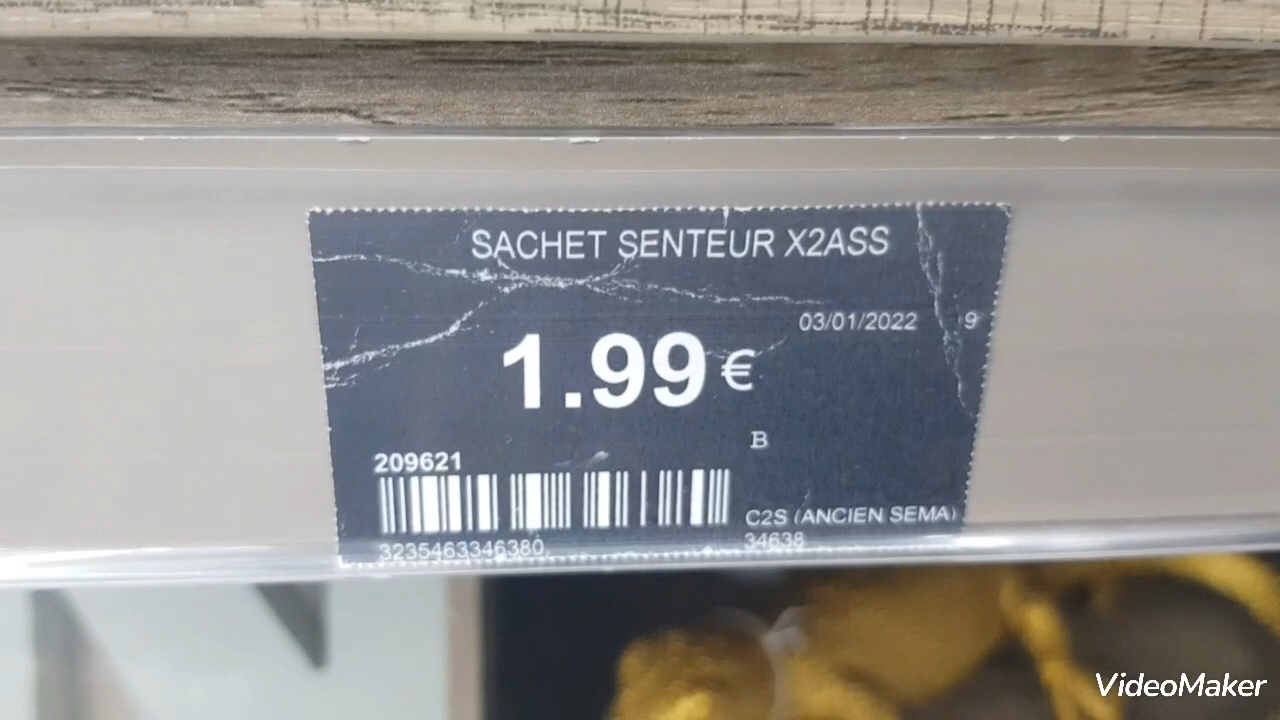 SACHET SENTEUR X2ASS
03/01/2022 9
1.99 €
B
209621
C2S (ANCIEN SEMA)
3235463346380
34638
VideoMaker